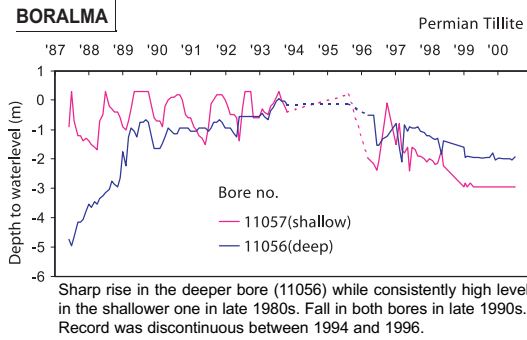 BORALMA
Permian Tillite
'87 '88 '89 '90 '91 '92 '93 '94 '95 '96 '97 '98 '99 '00
Depth to waterlevel (m)
1
0
-1
-2
-3
-4
-5
-6
Bore no.
11057(shallow)
11056(deep)
Sharp rise in the deeper bore (11056) while consistently high level
in the shallower one in late 1980s. Fall in both bores in late 1990s.
Record was discontinuous between 1994 and 1996.